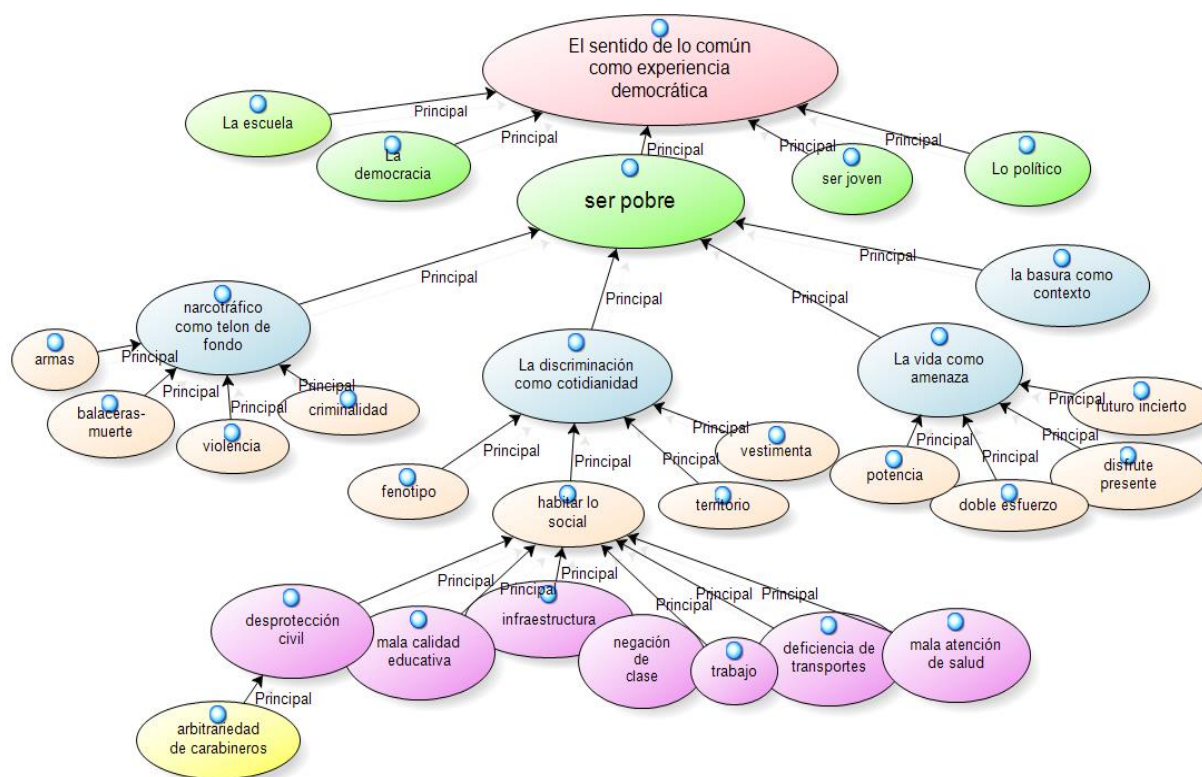 El sentido de lo común
como experiencia
democrática
La escuela
Principal
La
democracia
Principal
Principal
Principal
ser joven
Principal
Lo político
ser pobre
Principal
Principal
Principal
Principal
la basura como
contexto
narcotráfico
como telon de
fondo
armas
Principal
balaceras-
muerte
Principal
violencia
Principal
criminalidad
Principal
La discriminación
como cotidianidad
La vida como
amenaza
fenotipo
Principal
habitar lo
social
Principal
territorio
Principal
vestimenta
Principal
potencia
Principal
doble esfuerzo
Principal
disfrute
presente
Principal
futuro incierto
Principal
desprotección
civil
Principal
mala calidad
educativa
Principal
infraestructura
Principal
negación
de
clase
trabajo
Principal
deficiencia de
transportes
Principal
mala atención
de salud
Principal
arbitrariedad
de carabineros
Principal